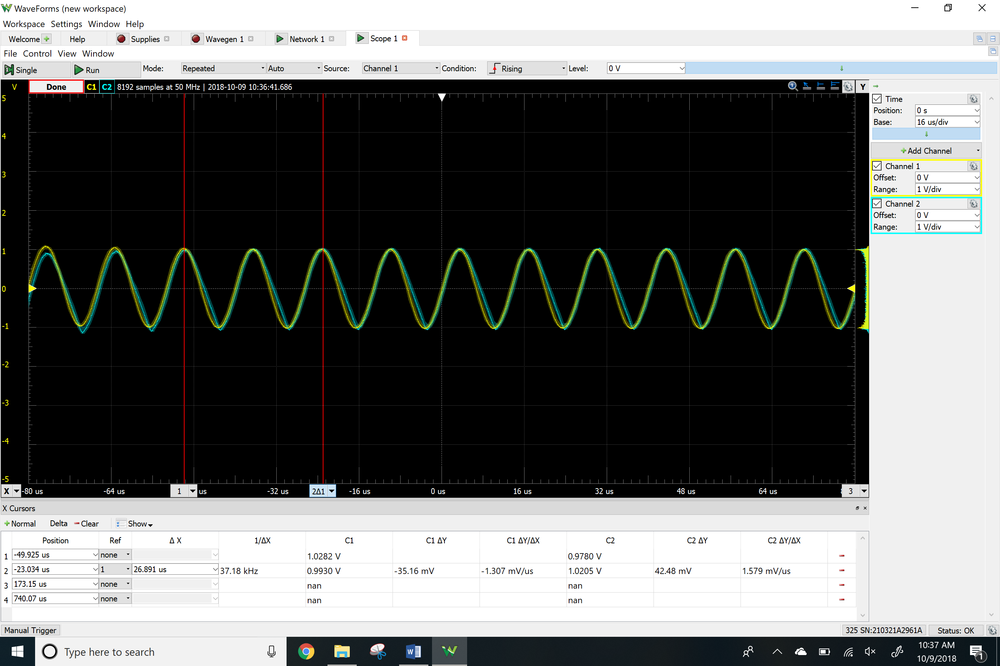 WaveForms (new workspace)
Workspace Settings Window Help
Welcome Help Supplies Wavegen 1 Network 1 Scope 1
File Control View Window
Single Run Mode: Repeated Auto Source: Channel 1 Condition: Rising Level: 0 V
V Done C1 C2 8192 samples at 50 MHz | 2018-10-09 10:36:41.686 Y
Time
Position: 0 s
Base: 16 us/div
Add Channel
Channel 1
Offset: 0 V
Range: 1 V/div
Channel 2
Offset: 0 V
Range: 1 V/div
5
4
3
2
1
0
-1
-2
-3
-4
-5
X -80 us -64 us 1 us -32 us 2Δ1 -16 us 0 us 16 us 32 us 48 us 64 us 3
X Cursors
Normal Delta Clear Show
Position Ref Δ X 1/ΔX C1 C1 ΔY C1 ΔY/ΔX C2 C2 ΔY C2 ΔY/ΔX
1 -49.925 us none 1.0282 V 0.9780 V
2 -23.034 us 1 26.891 us 37.18 kHz 0.9930 V -35.16 mV -1.307 mV/us 1.0205 V 42.48 mV 1.579 mV/us
3 173.15 us none nan nan
4 740.07 us none nan nan
Manual Trigger 325 SN:210321A2961A Status: OK
Type here to search
10:37 AM
10/9/2018
1